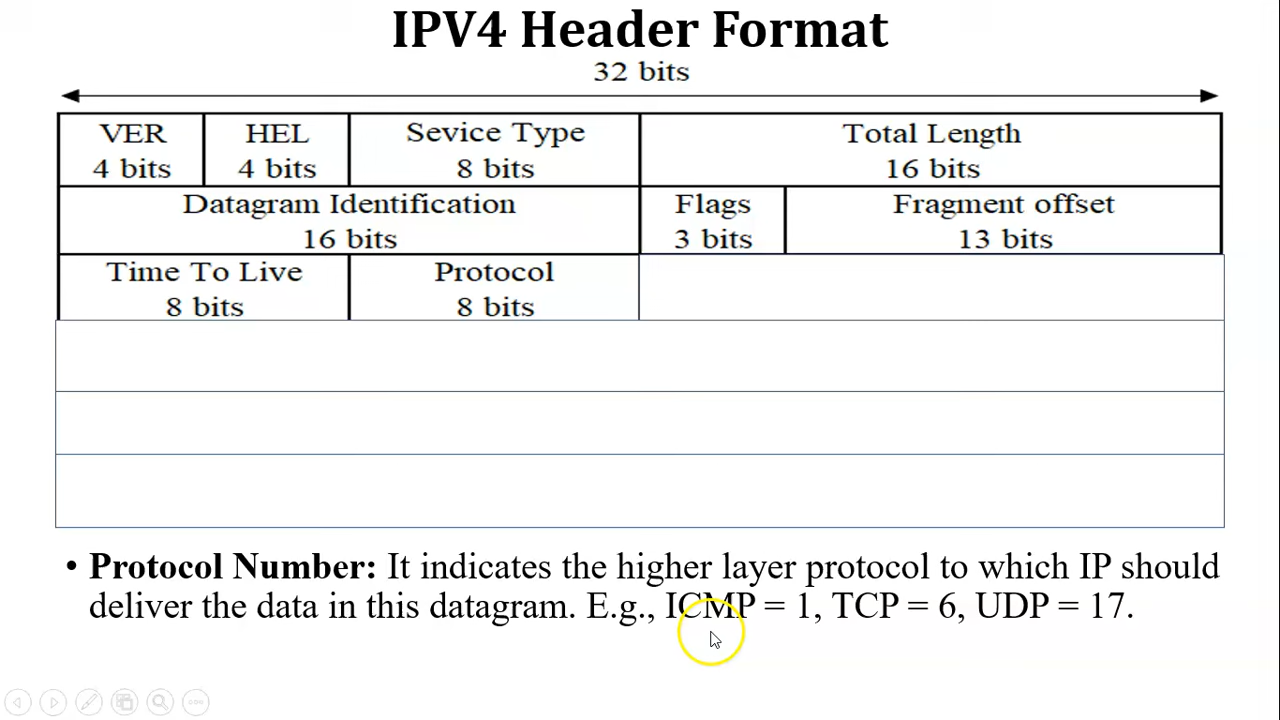 IPV4 Header Format
32 bits
VER HEL Sevice Type Total Length
4 bits 4 bits 8 bits 16 bits
Datagram Identification Flags Fragment offset
16 bits 3 bits 13 bits
Time To Live Protocol
8 bits 8 bits
• Protocol Number: It indicates the higher layer protocol to which IP should
deliver the data in this datagram. E.g., ICMP = 1, TCP = 6, UDP = 17.